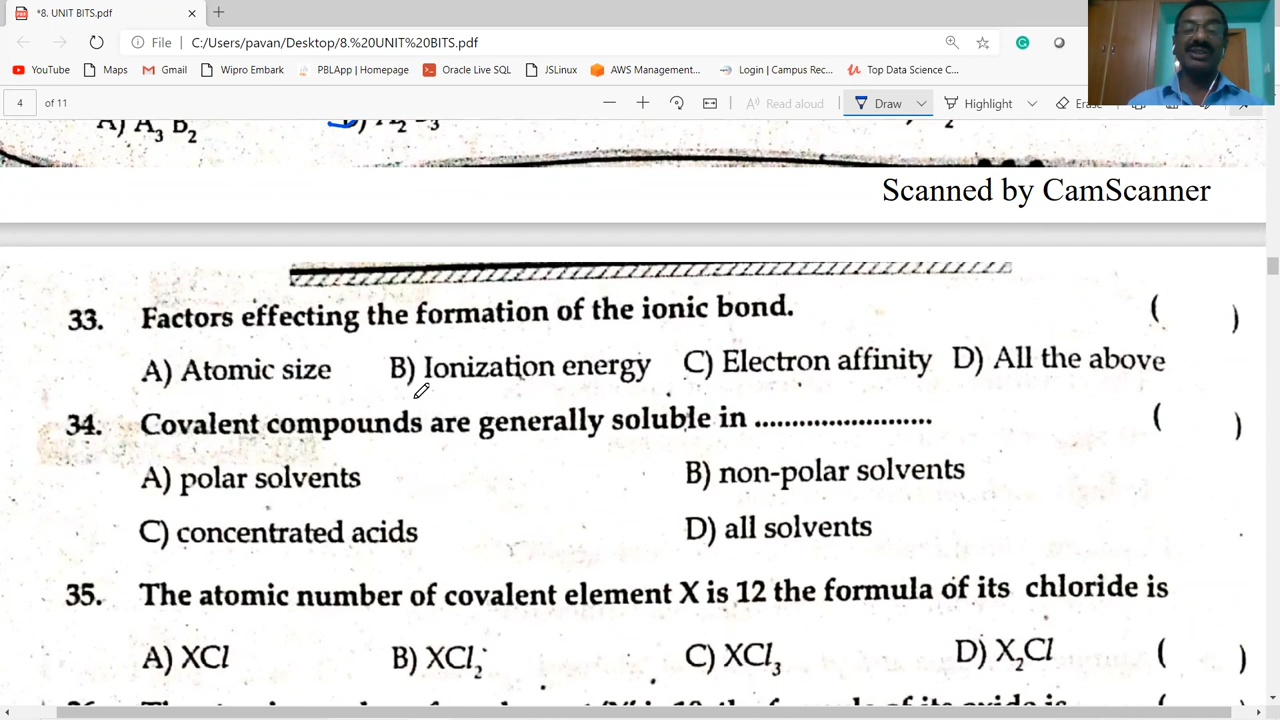 *8. UNIT BITS.pdf
File C:/Users/pavan/Desktop/8.%20UNIT%20BITS.pdf
YouTube Maps Gmail Wipro Embark PBLApp | Homepage Oracle Live SQL JSLinux AWS Management... Login | Campus Rec... Top Data Science C...
4 of 11 Read aloud Draw Highlight Erase
A) A3 B2
Scanned by CamScanner
33. Factors effecting the formation of the ionic bond. ( )
A) Atomic size B) Ionization energy C) Electron affinity D) All the above
34. Covalent compounds are generally soluble in ........................ ( )
A) polar solvents B) non-polar solvents
C) concentrated acids D) all solvents
35. The atomic number of covalent element X is 12 the formula of its chloride is
A) XCl B) XCl2 C) XCl3 D) X2Cl ( )